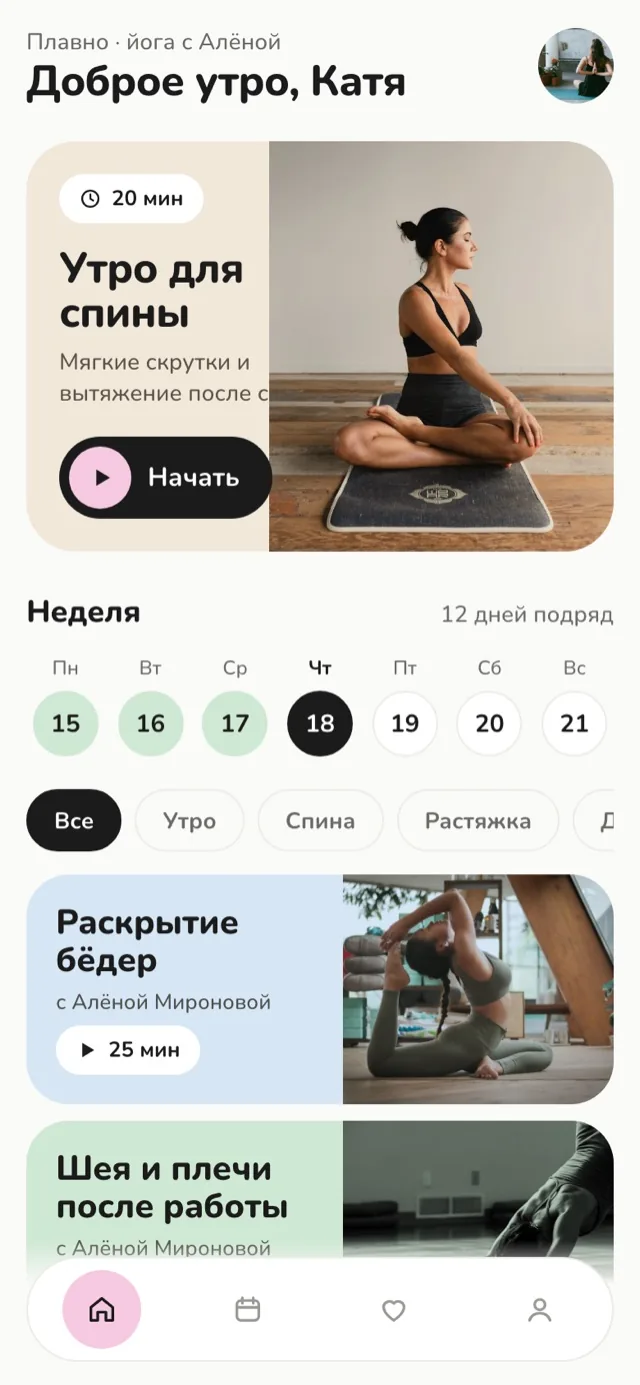 Плавно · йога с Алёной
Доброе утро, Катя
20 мин
Утро для
спины
Мягкие скрутки и
вытяжение после
Начать
Неделя
12 дней подряд
Пн Вт Ср Чт Пт Сб Вс
15 16 17 18 19 20 21
Все Утро Спина Растяжка
Раскрытие
бёдер
с Алёной Мироновой
25 мин
Шея и плечи
после работы
с Алёной Мироновой